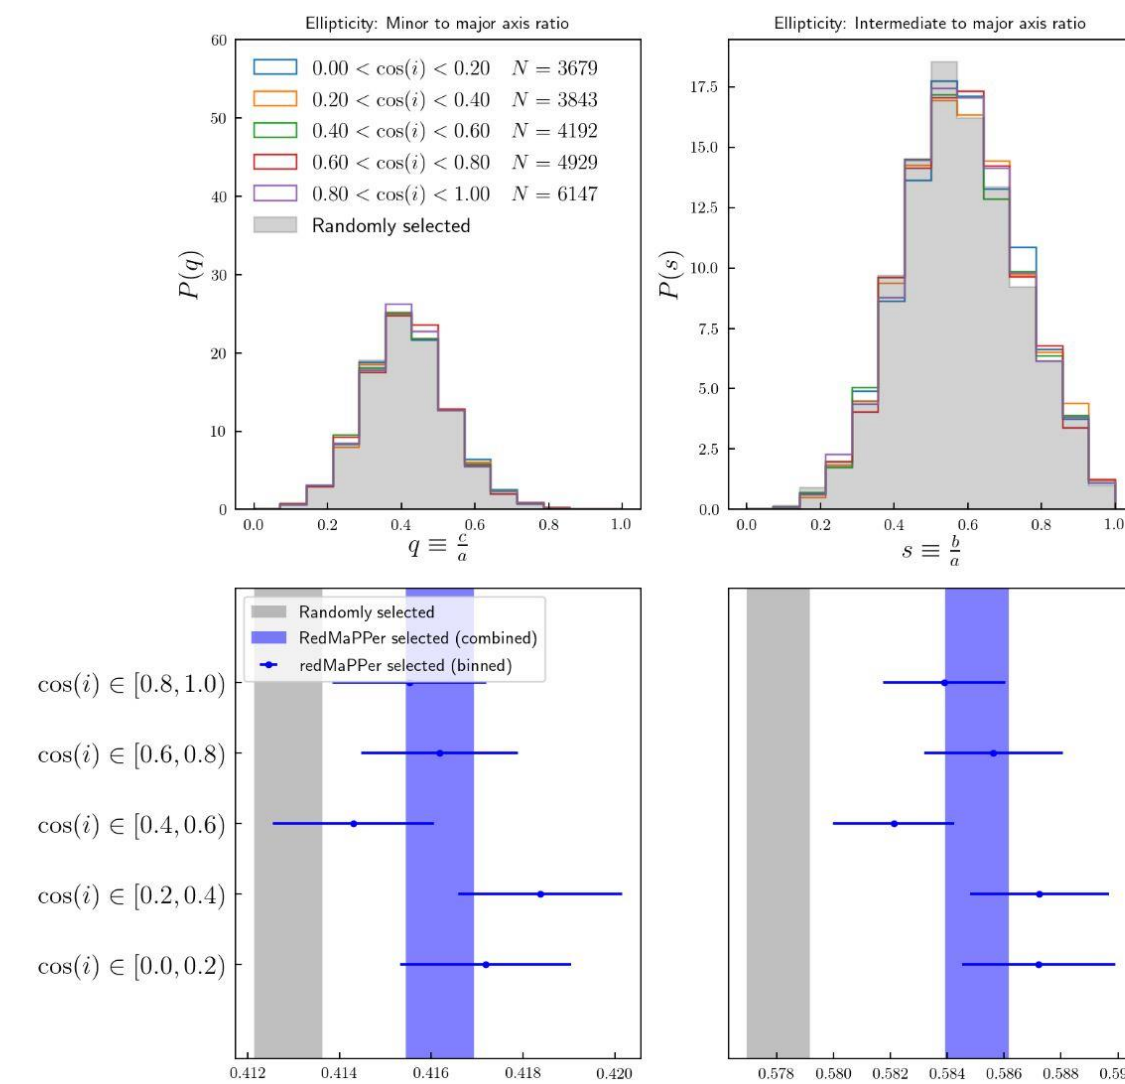 Ellipticity: Minor to major axis ratio
60
50
40
30
20
10
0
P(q)
0.00 < cos(i) < 0.20 N = 3679
0.20 < cos(i) < 0.40 N = 3843
0.40 < cos(i) < 0.60 N = 4192
0.60 < cos(i) < 0.80 N = 4929
0.80 < cos(i) < 1.00 N = 6147
Randomly selected
0.0 0.2 0.4 0.6 0.8 1.0
q ≡ c/a
Ellipticity: Intermediate to major axis ratio
17.5
15.0
12.5
10.0
7.5
5.0
2.5
0.0
P(s)
0.0 0.2 0.4 0.6 0.8 1.0
s ≡ b/a
Randomly selected
RedMaPPer selected (combined)
redMaPPer selected (binned)
cos(i) ∈ [0.8, 1.0)
cos(i) ∈ [0.6, 0.8)
cos(i) ∈ [0.4, 0.6)
cos(i) ∈ [0.2, 0.4)
cos(i) ∈ [0.0, 0.2)
0.412 0.414 0.416 0.418 0.420
0.578 0.580 0.582 0.584 0.586 0.588